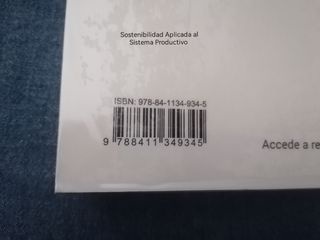 Sostenibilidad Aplicada al
Sistema Productivo
ISBN: 978-84-1134-934-5
9 788411 349345
Accede a re